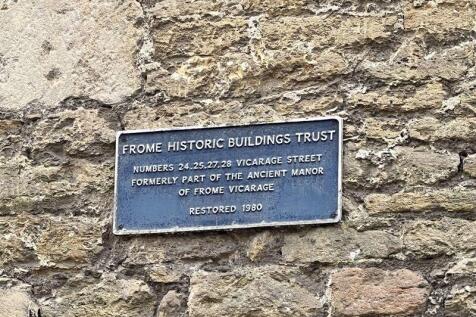 FROME HISTORIC BUILDINGS TRUST
NUMBERS 24,25,27,28 VICARAGE STREET
FORMERLY PART OF THE ANCIENT MANOR
OF FROME VICARAGE
RESTORED 1980